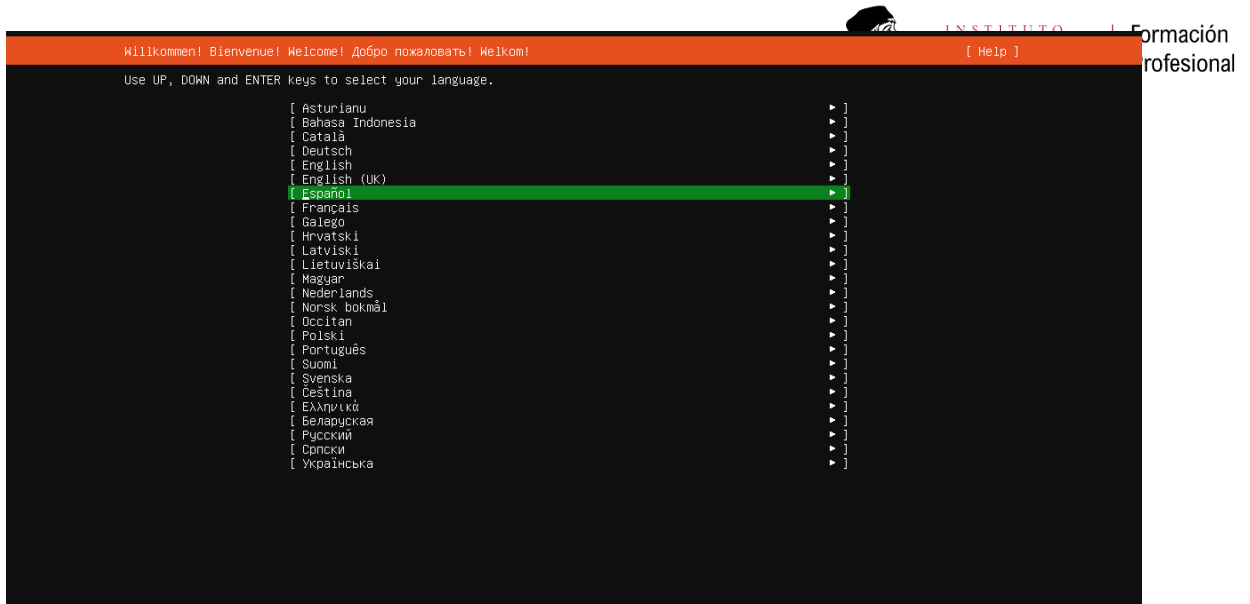 INSTITUTO
Formación
Profesional
Willkommen! Bienvenue! Welcome! Добро пожаловать! Welkom! [ Help ]
Use UP, DOWN and ENTER keys to select your language.
[ Asturianu ▸ ]
[ Bahasa Indonesia ▸ ]
[ Català ▸ ]
[ Deutsch ▸ ]
[ English ▸ ]
[ English (UK) ▸ ]
[ Español ▸ ]
[ Français ▸ ]
[ Galego ▸ ]
[ Hrvatski ▸ ]
[ Latviski ▸ ]
[ Lietuviškai ▸ ]
[ Magyar ▸ ]
[ Nederlands ▸ ]
[ Norsk bokmål ▸ ]
[ Occitan ▸ ]
[ Polski ▸ ]
[ Português ▸ ]
[ Suomi ▸ ]
[ Svenska ▸ ]
[ Čeština ▸ ]
[ Ελληνικά ▸ ]
[ Беларуская ▸ ]
[ Русский ▸ ]
[ Српски ▸ ]
[ Українська ▸ ]